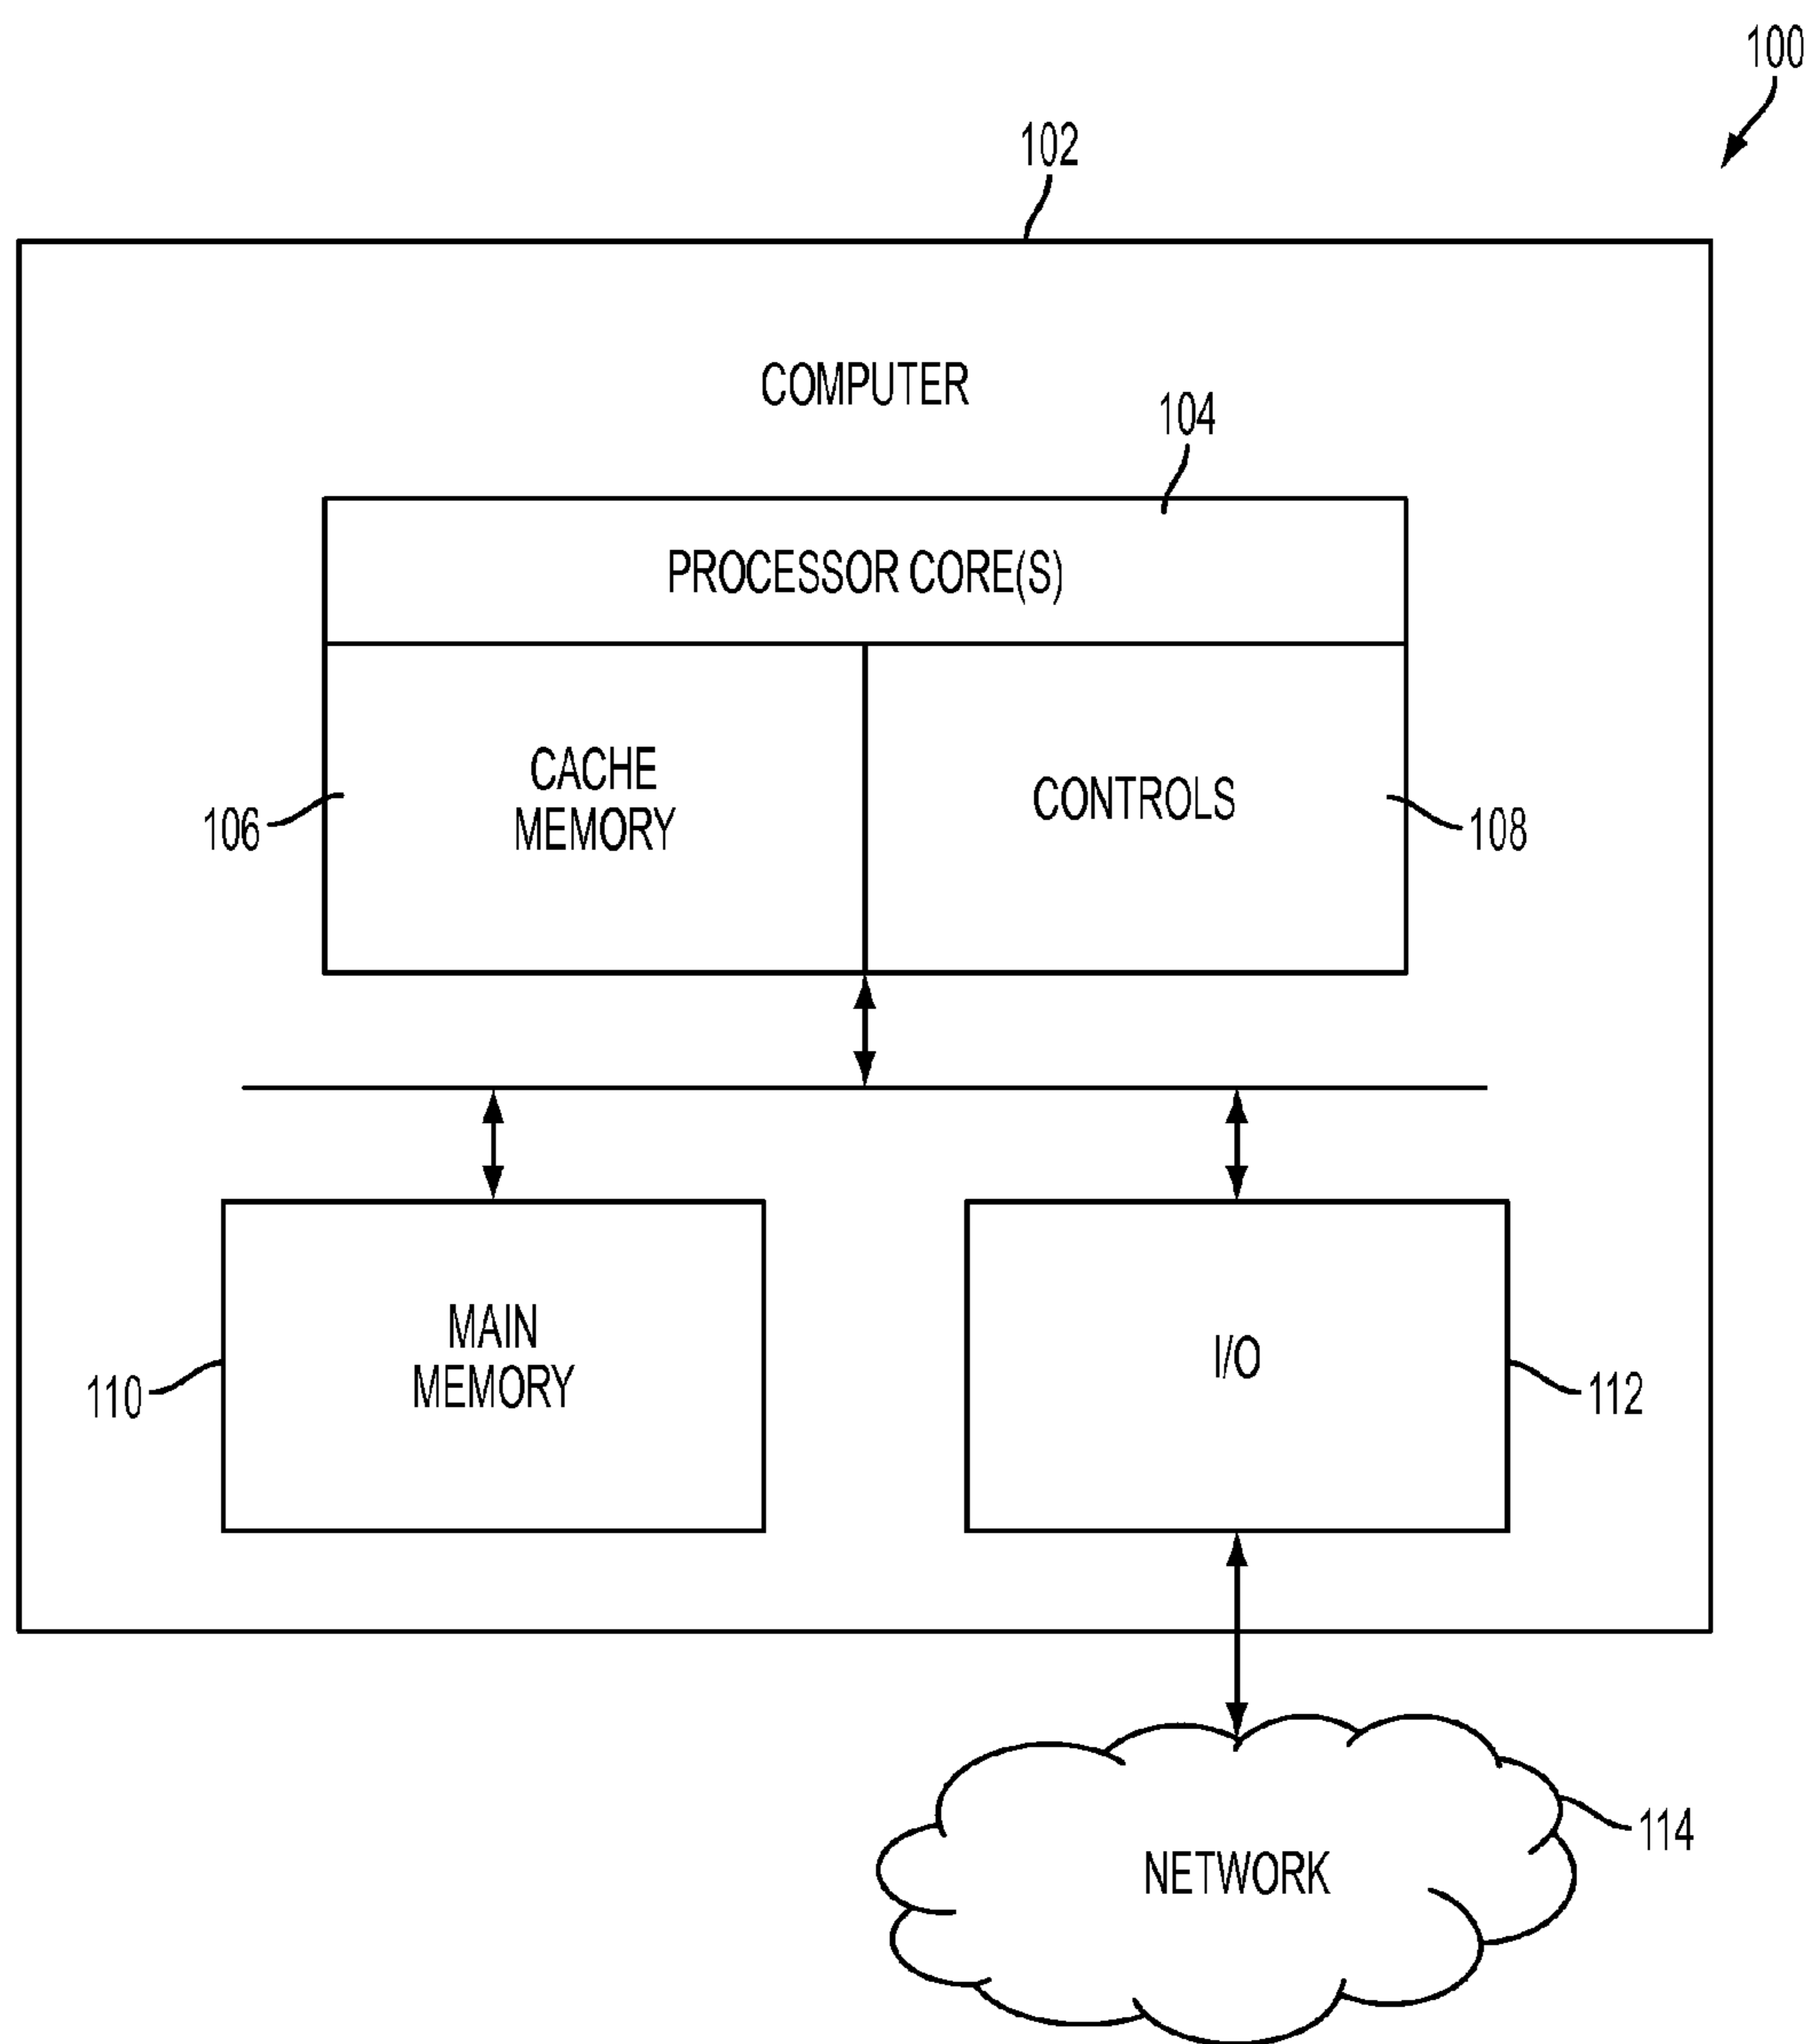 100
102
COMPUTER
104
PROCESSOR CORE(S)
CACHE
MEMORY
CONTROLS
106
108
MAIN
MEMORY
I/O
110
112
114
NETWORK